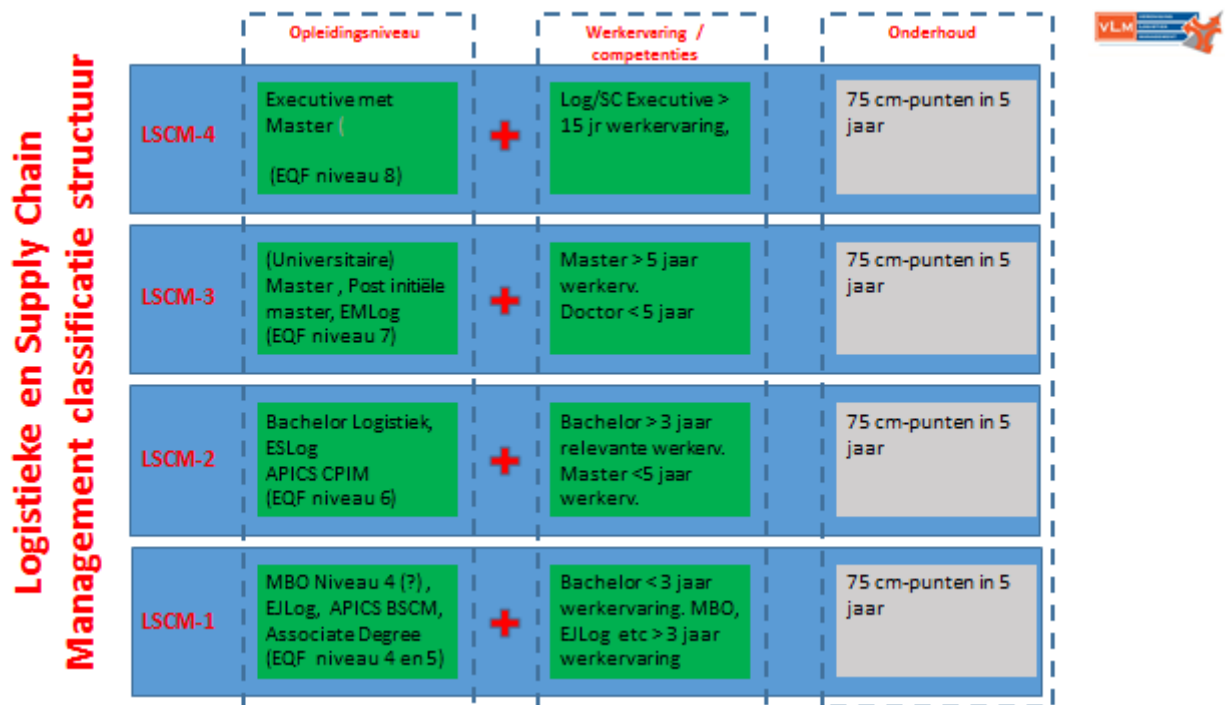 Logistieke en Supply Chain
Management classificatie structuur
Opleidingsniveau
Werkervaring /
competenties
Onderhoud
VLM
LSCM-4
Executive met
Master (
(EQF niveau 8)
+
Log/SC Executive >
15 jr werkervaring,
75 cm-punten in 5
jaar
LSCM-3
(Universitaire)
Master , Post initiële
master, EMLog
(EQF niveau 7)
+
Master > 5 jaar
werkerv.
Doctor < 5 jaar
75 cm-punten in 5
jaar
LSCM-2
Bachelor Logistiek,
ESLog
APICS CPIM
(EQF niveau 6)
+
Bachelor > 3 jaar
relevante werkerv.
Master <5 jaar
werkerv.
75 cm-punten in 5
jaar
LSCM-1
MBO Niveau 4 (?) ,
EJLog, APICS BSCM,
Associate Degree
(EQF niveau 4 en 5)
+
Bachelor < 3 jaar
werkervaring. MBO,
EJLog etc > 3 jaar
werkervaring
75 cm-punten in 5
jaar